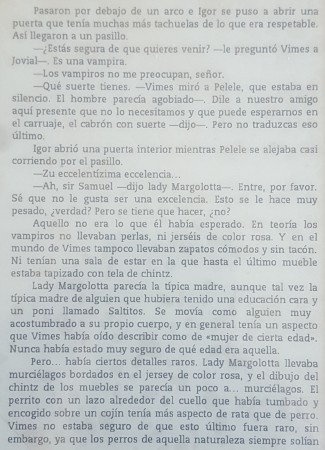 Pasaron por debajo de un arco e Igor se puso a abrir una
puerta que tenía muchas más tachuelas de lo que era respetable.
Así llegaron a un pasillo.
—¿Estás segura de que quieres venir? —le preguntó Vimes a
Jovial—. Es una vampira.
—Los vampiros no me preocupan, señor.
—Qué suerte tienes. —Vimes miró a Pelele, que estaba en
silencio. El hombre parecía agobiado—. Dile a nuestro amigo
aquí presente que no lo necesitamos y que puede esperarnos en
el carruaje, el cabrón con suerte —dijo—. Pero no traduzcas eso
último.
Igor abrió una puerta interior mientras Pelele se alejaba casi
corriendo por el pasillo.
—Zu eccelentízima eccelencia...
—Ah, sir Samuel —dijo lady Margolotta—. Entre, por favor.
Sé que no le gusta ser una excelencia. Esto se le hace muy
pesado, ¿verdad? Pero se tiene que hacer, ¿no?
Aquello no era lo que él había esperado. En teoría los
vampiros no llevaban perlas, ni jerséis de color rosa. Y en el
mundo de Vimes tampoco llevaban zapatos cómodos y sin tacón.
Ni tenían una sala de estar en la que hasta el último mueble
estaba tapizado con tela de chintz.
Lady Margolotta parecía la típica madre, aunque tal vez la
típica madre de alguien que hubiera tenido una educación cara y
un poni llamado Saltitos. Se movía como alguien muy
acostumbrado a su propio cuerpo, y en general tenía un aspecto
que Vimes había oído describir como de «mujer de cierta edad».
Nunca había estado muy seguro de qué edad era aquella.
Pero... había ciertos detalles raros. Lady Margolotta llevaba
murciélagos bordados en el jersey de color rosa, y el dibujo del
chintz de los muebles se parecía un poco a... murciélagos. El
perrito con un lazo alrededor del cuello que había tumbado y
encogido sobre un cojín tenía más aspecto de rata que de perro.
Vimes no estaba seguro de que esto último fuera raro, sin
embargo, ya que los perros de aquella naturaleza siempre solían